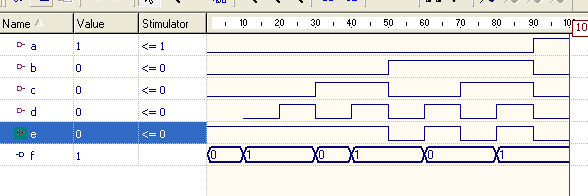 Name Value Stimulator 10 20 30 40 50 60 70 80 90 10
10
a 1 <= 1
b 0 <= 0
c 0 <= 0
d 0 <= 0
e 0 <= 0
f 1 0 1 0 1 0 1